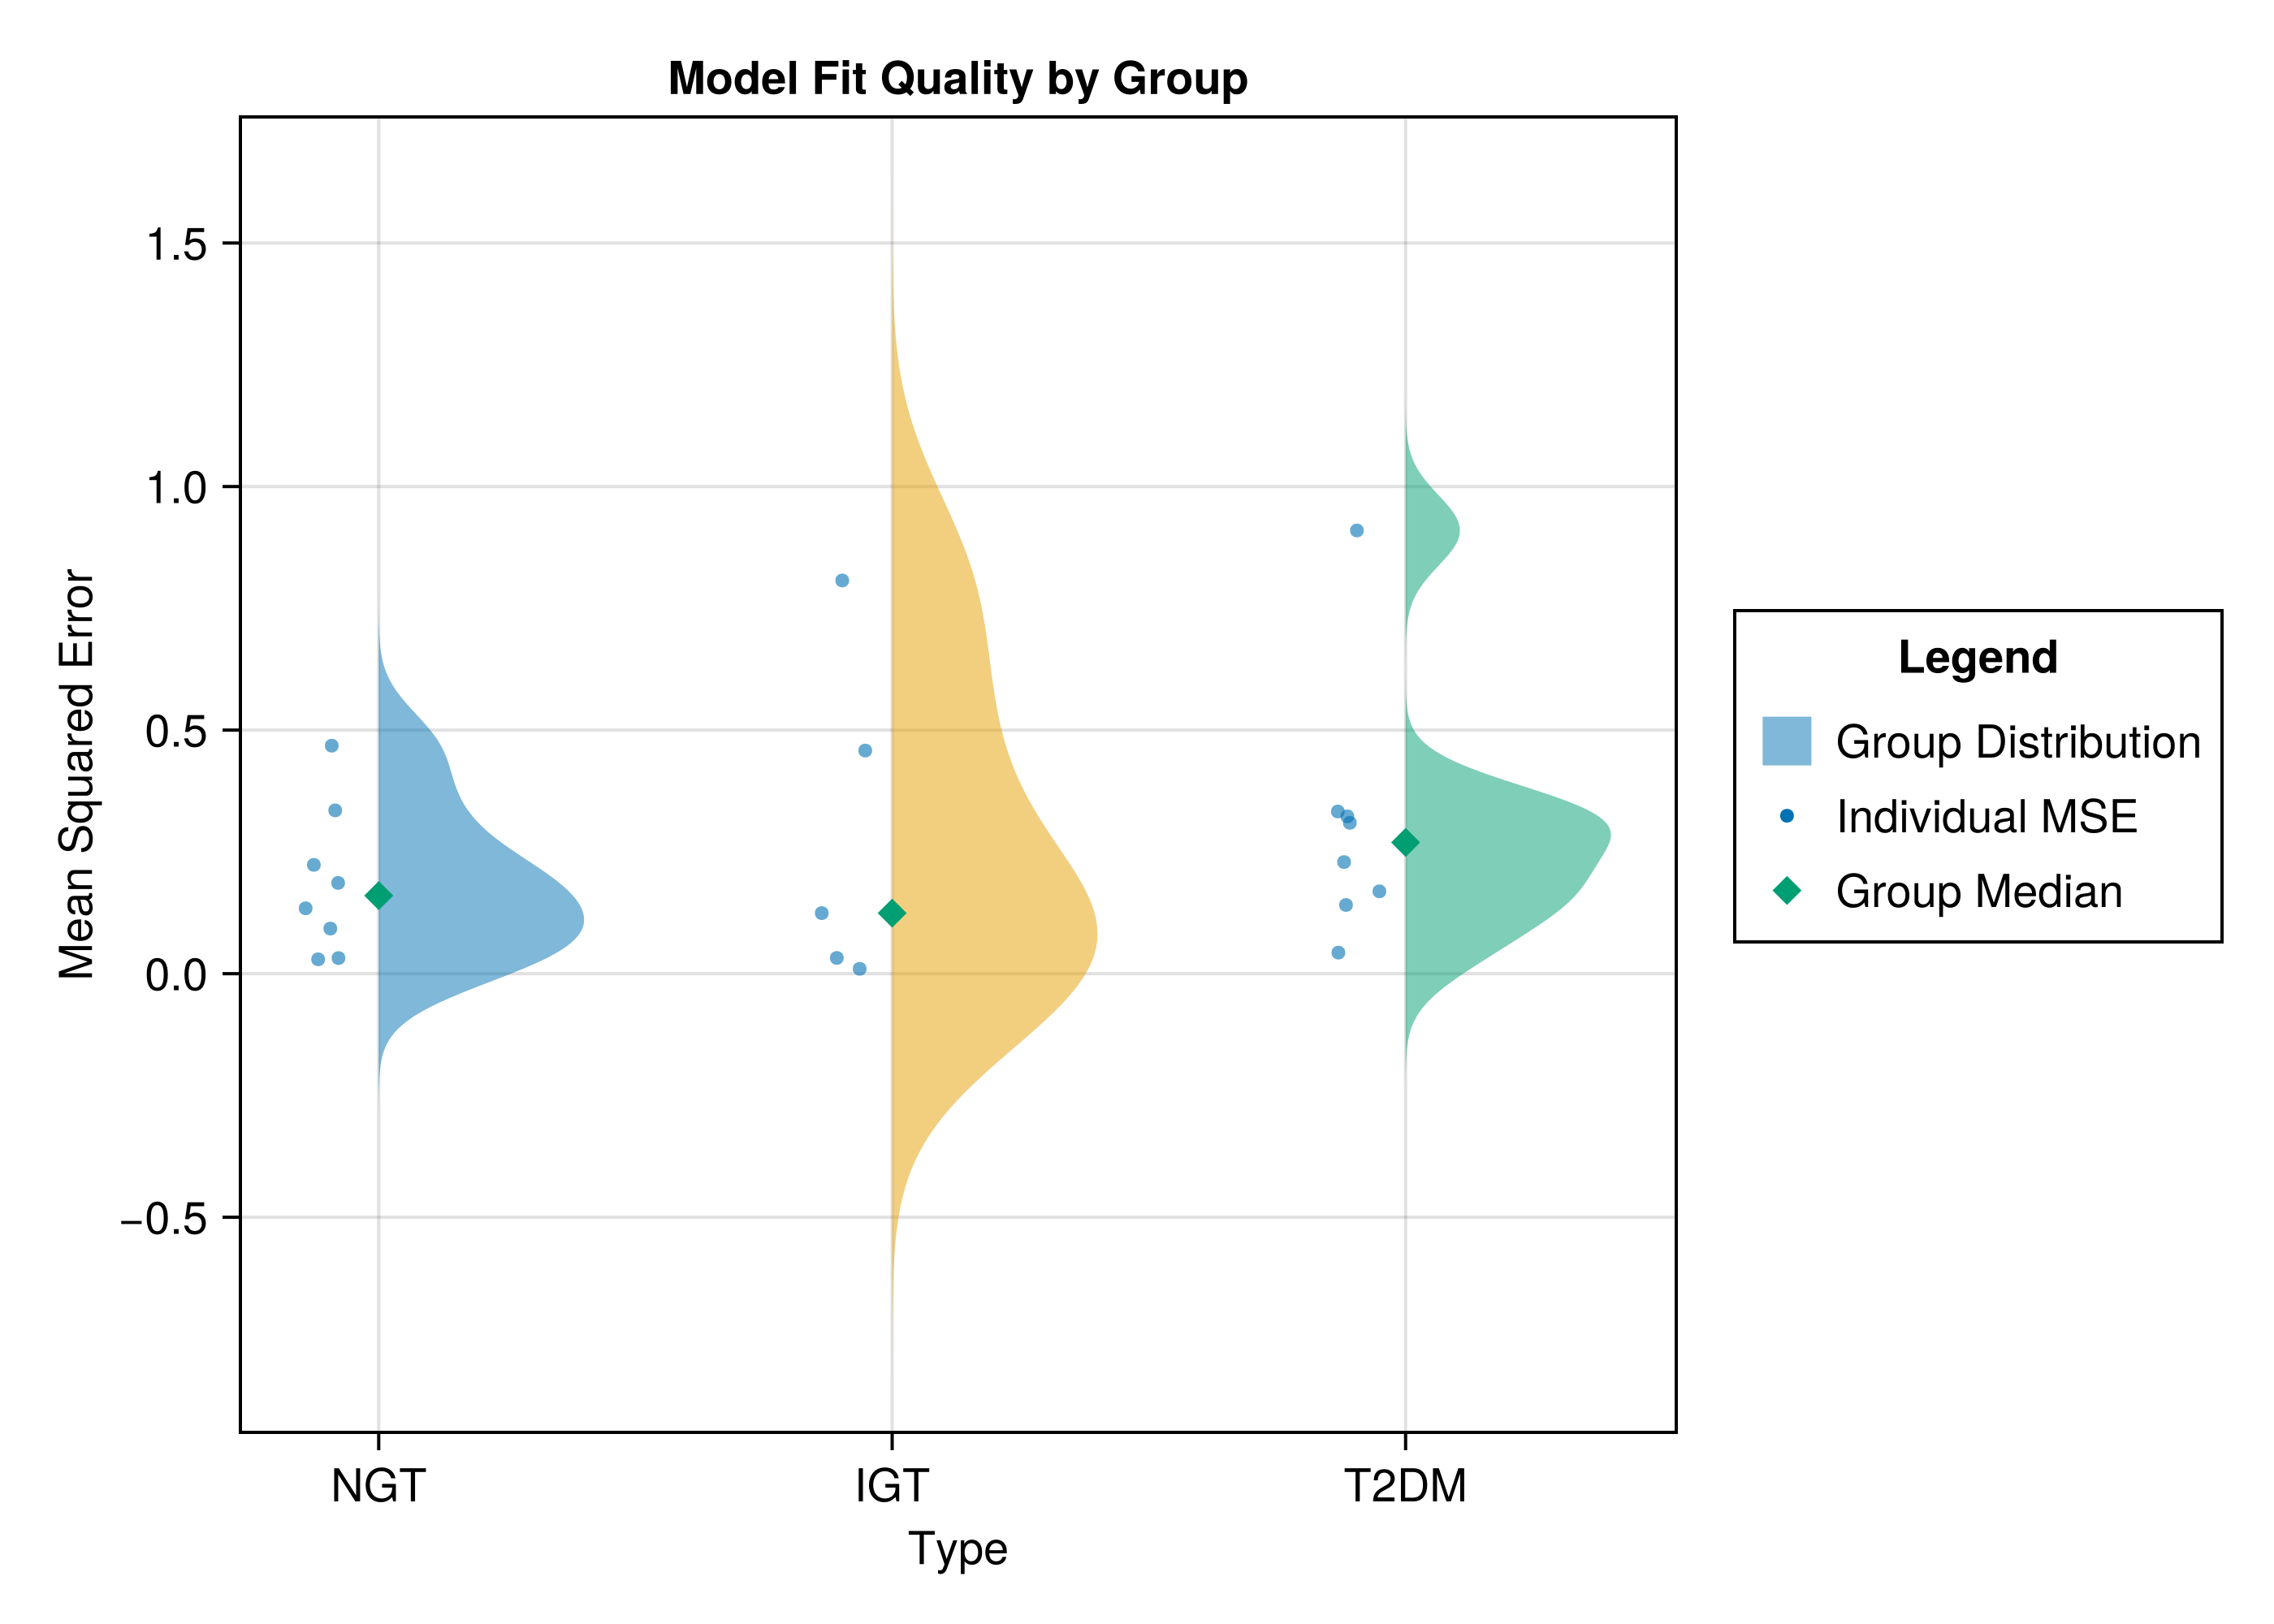 Model Fit Quality by Group
Mean Squared Error
1.5
1.0
0.5
0.0
−0.5
NGT
IGT
T2DM
Type
Legend
Group Distribution
Individual MSE
Group Median